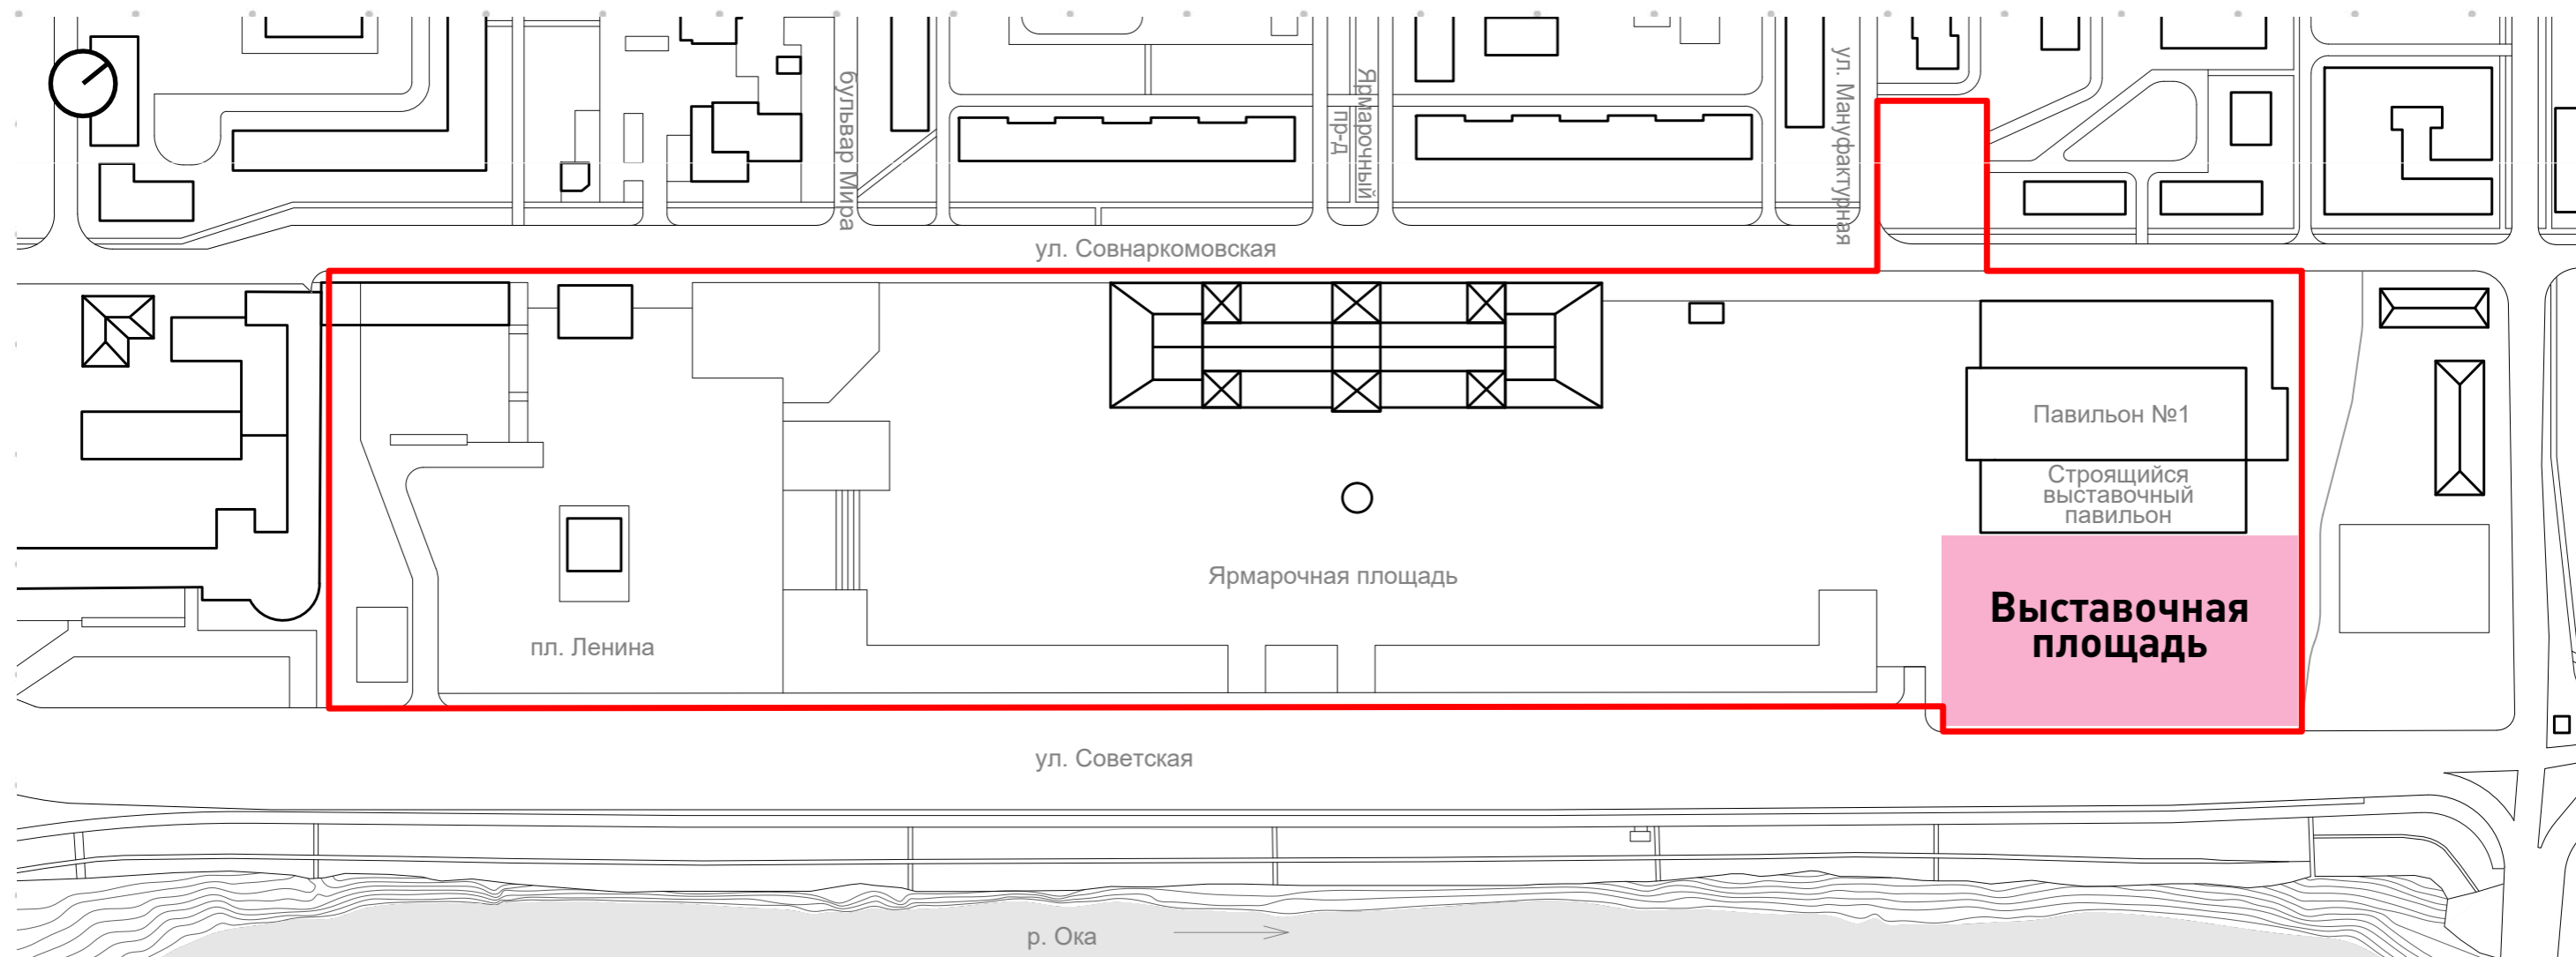 бульвар Мира
Ярмарочный
пр-д
ул. Мануфактурная
ул. Совнаркомовская
Павильон №1
Строящийся
выставочный
павильон
Ярмарочная площадь
Выставочная
площадь
пл. Ленина
ул. Советская
р. Ока